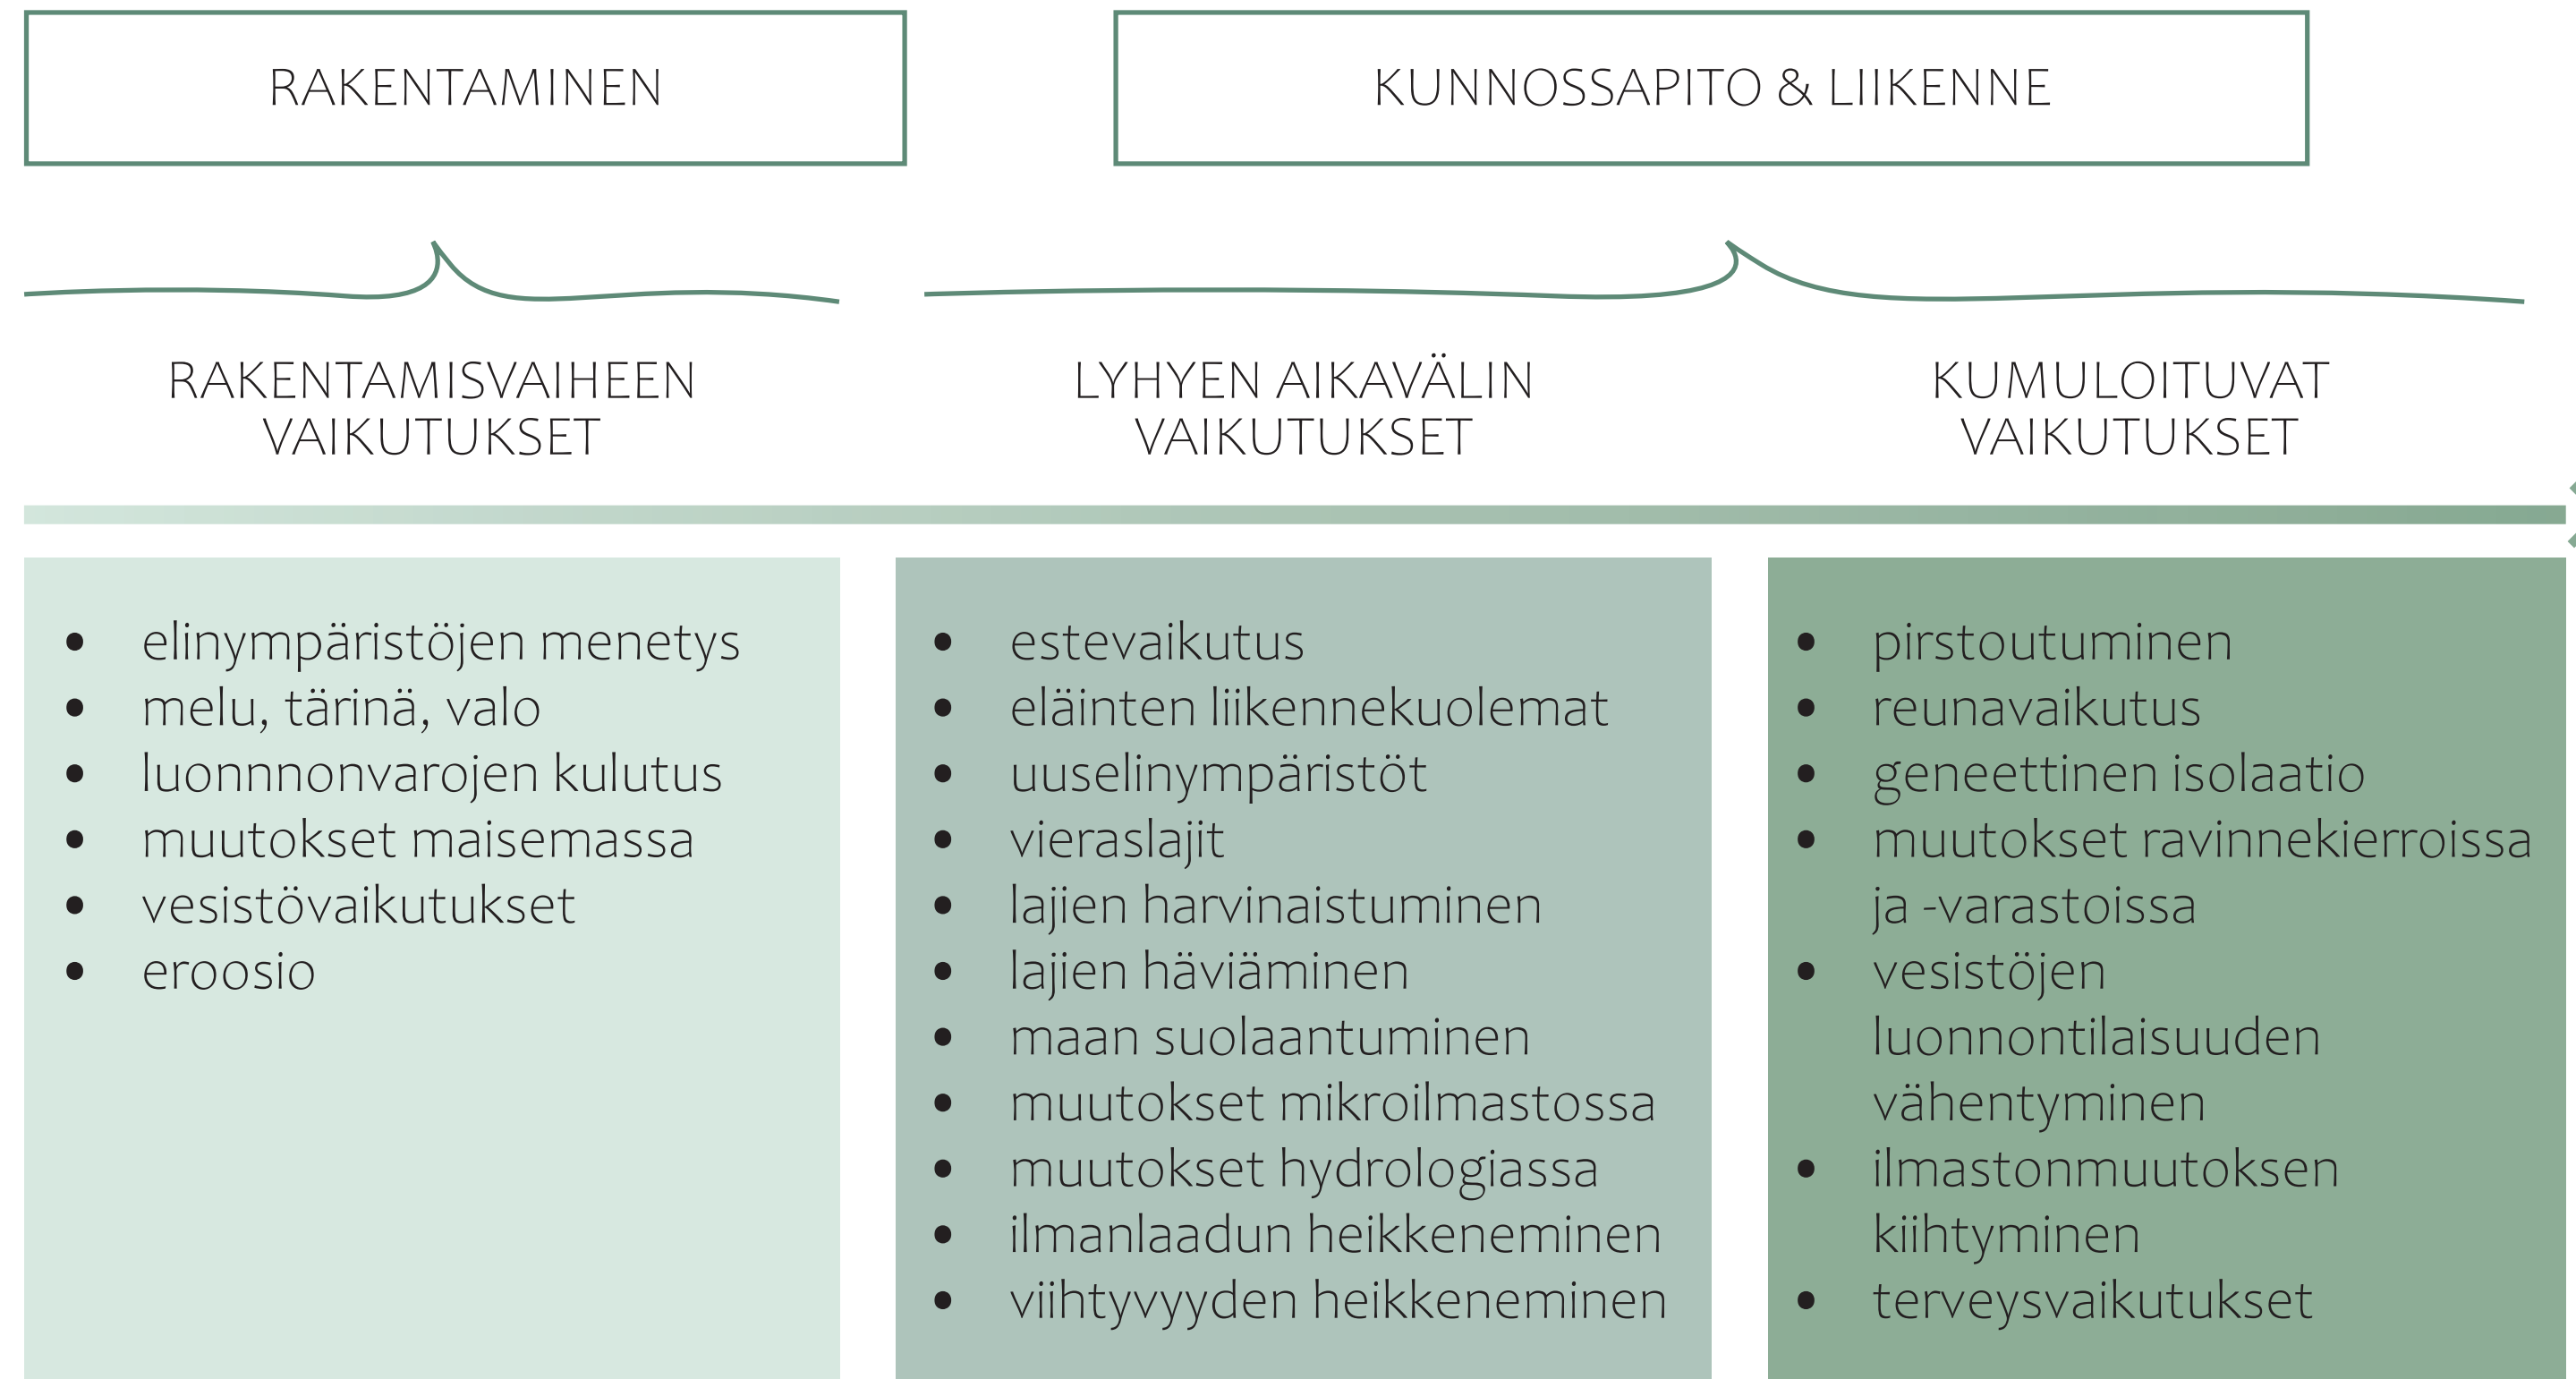 RAKENTAMINEN
KUNNOSSAPITO & LIIKENNE
RAKENTAMISVAIHEEN
VAIKUTUKSET
LYHYEN AIKAVÄLIN
VAIKUTUKSET
KUMULOITUVAT
VAIKUTUKSET
• elinympäristöjen menetys
• melu, tärinä, valo
• luonnnonvarojen kulutus
• muutokset maisemassa
• vesistövaikutukset
• eroosio
• estevaikutus
• eläinten liikennekuolemat
• uuselinympäristöt
• vieraslajit
• lajien harvinaistuminen
• lajien häviäminen
• maan suolaantuminen
• muutokset mikroilmastossa
• muutokset hydrologiassa
• ilmanlaadun heikkeneminen
• viihtyvyyden heikkeneminen
• pirstoutuminen
• reunavaikutus
• geneettinen isolaatio
• muutokset ravinnekierroissa
ja -varastoissa
• vesistöjen
luonnontilaisuuden
vähentyminen
• ilmastonmuutoksen
kiihtyminen
• terveysvaikutukset